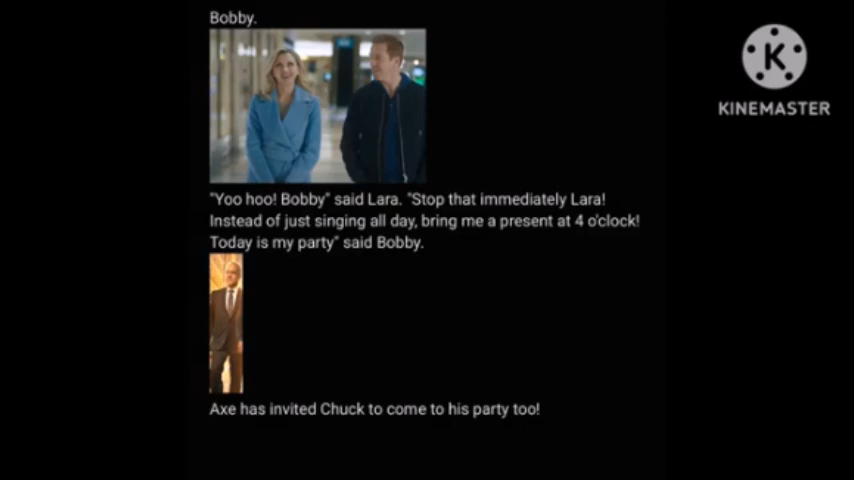 Bobby.
"Yoo hoo! Bobby" said Lara. "Stop that immediately Lara!
Instead of just singing all day, bring me a present at 4 o'clock!
Today is my party" said Bobby.
Axe has invited Chuck to come to his party too!
K
KINEMASTER